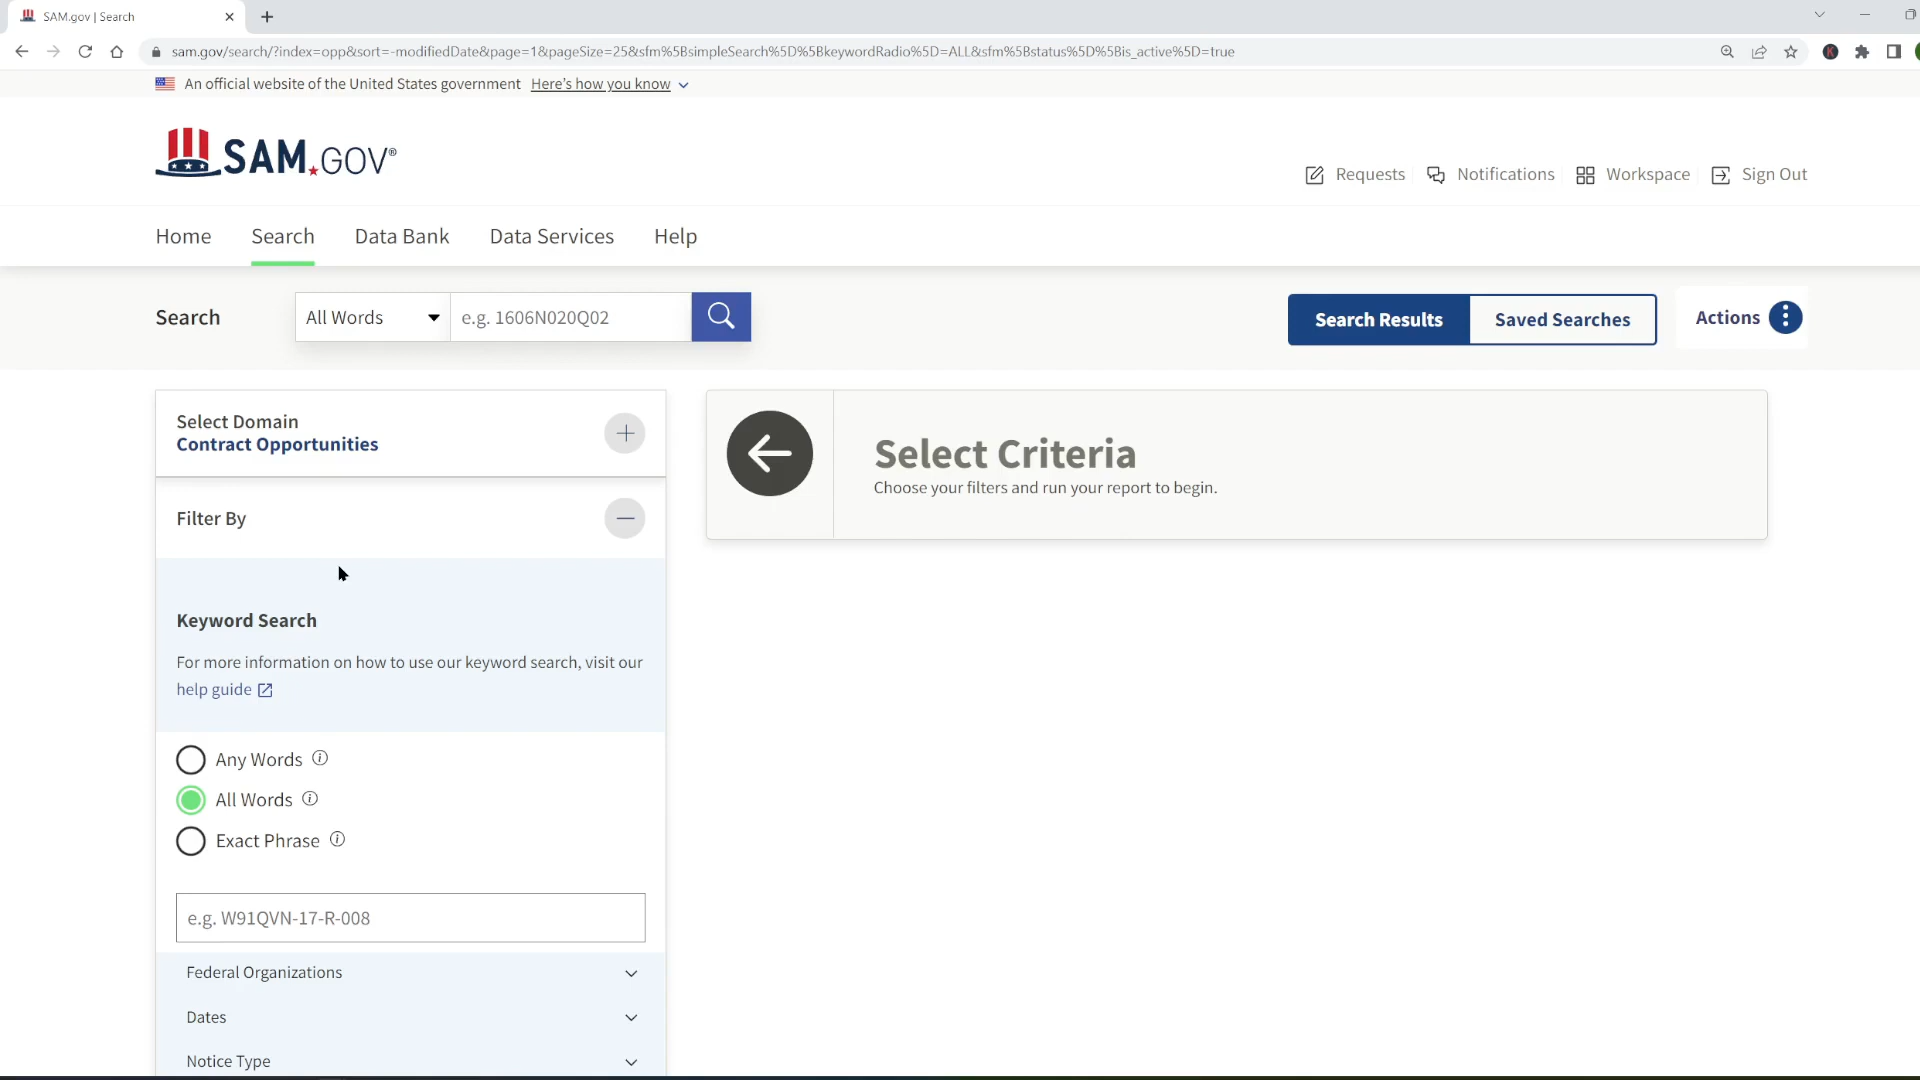 SAM.gov | Search
sam.gov/search/?index=opp&sort=-modifiedDate&page=1&pageSize=25&sfm%5BsimpleSearch%5D%5BkeywordRadio%5D=ALL&sfm%5Bstatus%5D%5Bis_active%5D=true
K
An official website of the United States government Here's how you know
SAM.GOV®
Requests Notifications Workspace Sign Out
Home Search Data Bank Data Services Help
Search All Words e.g. 1606N020Q02 Search Results Saved Searches Actions
Select Domain
Contract Opportunities
Select Criteria
Choose your filters and run your report to begin.
Filter By
Keyword Search
For more information on how to use our keyword search, visit our
help guide
Any Words
All Words
Exact Phrase
e.g. W91QVN-17-R-008
Federal Organizations
Dates
Notice Type